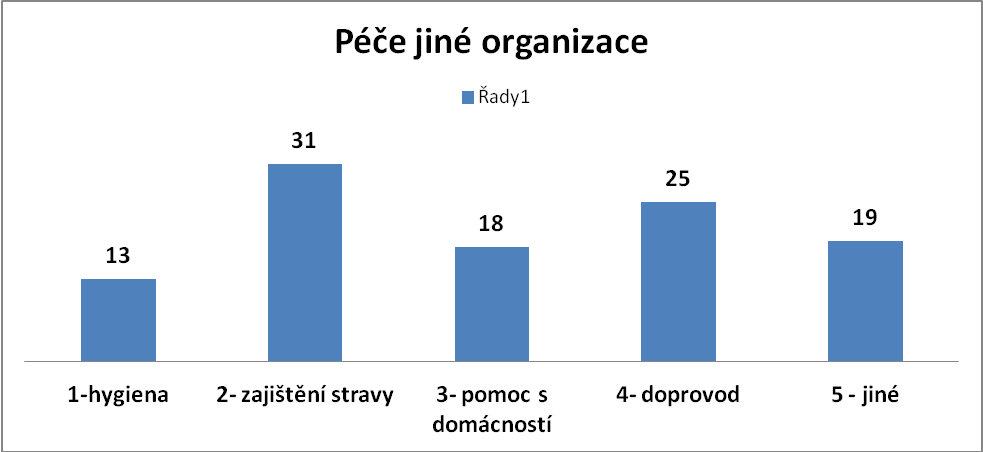 Péče jiné organizace
Řady1
31
25
19
18
13
1-hygiena
2- zajištění stravy
3- pomoc s
domácností
4- doprovod
5 - jiné